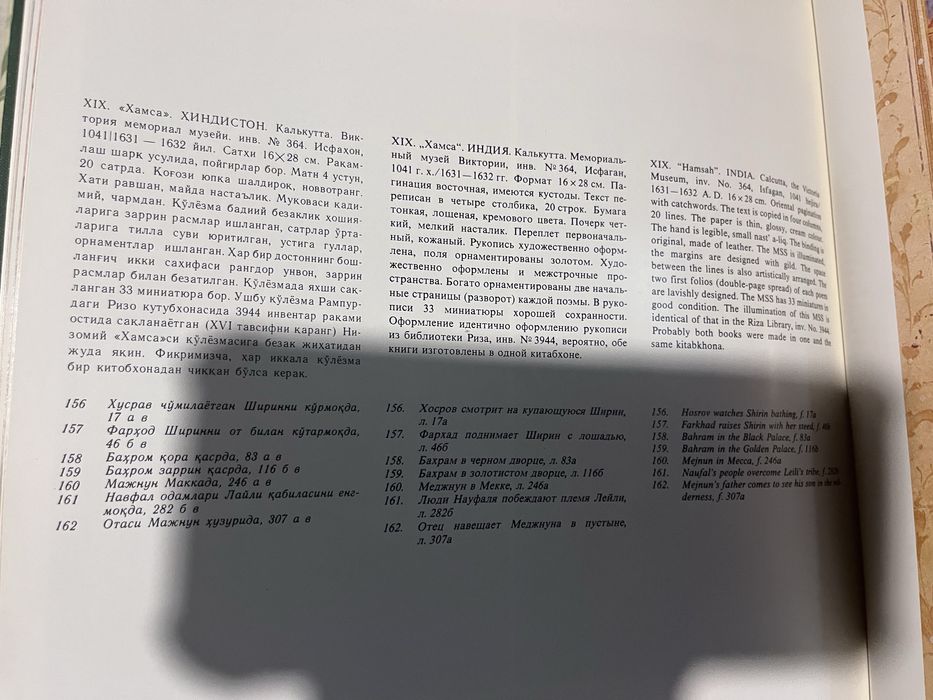 XIX. «Хамса». ХИНДИСТОН. Калькутта. Вик-
тория мемориал музейи. инв. № 364. Исфахон,
1041|1631 — 1632 йил. Сатхи 16×28 см. Ракам-
лаш шарк усулида, пойгирлар бор. Матн 4 устун,
20 сатрда. Қоғози юпка шалдироқ, новвотранг.
Хати равшан, майда настаълик. Муковаси кади-
мий, чармдан. Қўлёзма бадиий безаклик ҳошия-
ларига заррин расмлар ишланган, сатрлар ўрта-
ларига тилла суви юритилган, устига гуллар,
орнаментлар ишланган. Ҳар бир достоннинг бош-
ланғич икки сахифаси рангдор унвон, заррин
расмлар билан безатилган. Қўлёзмада яхши сак-
ланган 33 миниатюра бор. Ушбу қўлёзма Рампур-
даги Ризо кутубхонасида 3944 инвентар раками
остида сакланаётган (XVI тавсифни каранг) Ни-
зомий «Хамса»си қўлёзмасига безак жиҳатидан
жуда якин. Фикримизча, ҳар иккала қўлёзма
бир китобхонадан чиккан бўлса керак.
156 Хусрав чўмилаётган Ширинни кўрмоқда,
17 а в
157 Фарҳод Ширинни от билан кўтармоқда,
46 б в
158 Баҳром қора қасрда, 83 а в
159 Баҳром заррин қасрда, 116 б в
160 Мажнун Маккада, 246 а в
161 Навфал одамлари Лайли қабиласини енг-
моқда, 282 б в
162 Отаси Мажнун ҳузурида, 307 а в
XIX. „Хамса“. ИНДИЯ. Калькутта. Мемориаль-
ный музей Виктории, инв. № 364, Исфаган,
1041 г. х./1631—1632 гг. Формат 16×28 см. Па-
гинация восточная, имеются кустоды. Текст пе-
реписан в четыре столбика, 20 строк. Бумага
тонкая, лощеная, кремового цвета. Почерк чет-
кий, мелкий насталик. Переплет первоначаль-
ный, кожаный. Рукопись художественно оформ-
лена, поля орнаментированы золотом. Худо-
жественно оформлены и межстрочные про-
странства. Богато орнаментированы две началь-
ные страницы (разворот) каждой поэмы. В руко-
писи 33 миниатюры хорошей сохранности.
Оформление идентично оформлению рукописи
из библиотеки Риза, инв. № 3944, вероятно, обе
книги изготовлены в одной китабхоне.
156. Хосров смотрит на купающуюся Ширин,
л. 17а
157. Фархад поднимает Ширин с лошадью,
л. 46б
158. Бахрам в черном дворце, л. 83а
159. Бахрам в золотистом дворце, л. 116б
160. Меджнун в Мекке, л. 246а
161. Люди Науфаля побеждают племя Лейли,
л. 282б
162. Отец навещает Меджнуна в пустыне,
л. 307а
XIX. "Hamsah". INDIA. Calcutta, the Victoria
Museum, inv. No. 364, Isfagan, 1041 hejira/
1631—1632 A.D. 16×28 cm. Oriental pagination
with catchwords. The text is copied in four columns,
20 lines. The paper is thin, glossy, cream colour.
The hand is legible, small nast' a-liq. The binding is
original, made of leather. The MSS is illuminated,
the margins are designed with gild. The space
between the lines is also artistically arranged. The
two first folios (double-page spread) of each poem
are lavishly designed. The MSS has 33 miniatures in
good condition. The illumination of this MSS is
identical of that in the Riza Library, inv. No. 3944.
Probably both books were made in one and the
same kitabkhona.
156. Hosrov watches Shirin bathing, f. 17a
157. Farkhad raises Shirin with her steed, f. 46b
158. Bahram in the Black Palace, f. 83a
159. Bahram in the Golden Palace, f. 116b
160. Mejnun in Mecca, f. 246a
161. Naufal's people overcome Leili's tribe, f. 282b
162. Mejnun's father comes to see his son in the wil-
derness, f. 307a